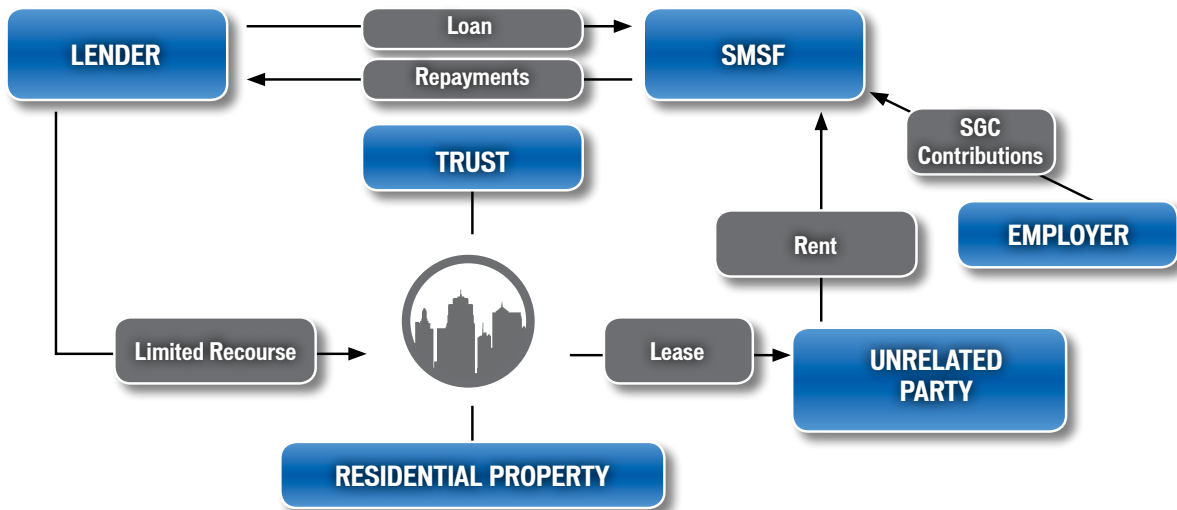 LENDER
Loan
SMSF
Repayments
SGC
Contributions
TRUST
EMPLOYER
Rent
Limited Recourse
Lease
UNRELATED
PARTY
RESIDENTIAL PROPERTY